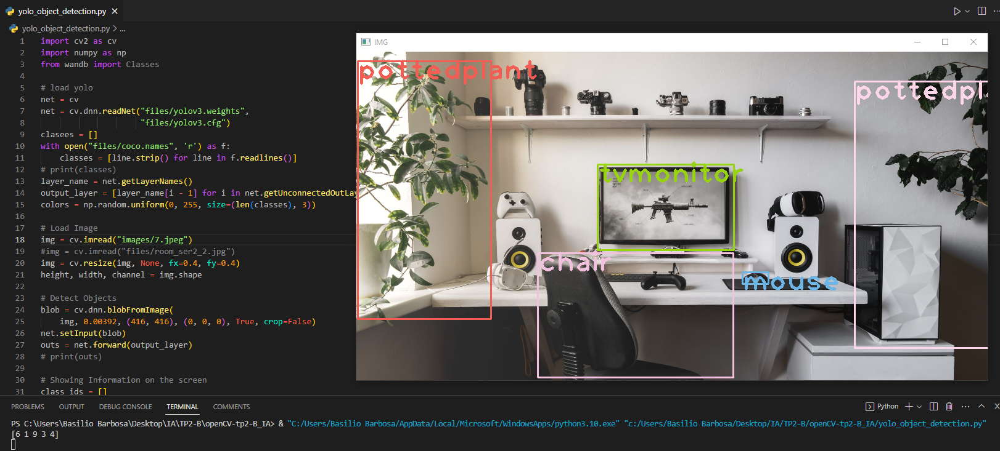 yolo_object_detection.py
yolo_object_detection.py > ...
1 import cv2 as cv
2 import numpy as np
3 from wandb import Classes
4
5 # load yolo
6 net = cv
7 net = cv.dnn.readNet("files/yolov3.weights",
8 "files/yolov3.cfg")
9 clasees = []
10 with open("files/coco.names", 'r') as f:
11 classes = [line.strip() for line in f.readlines()]
12 # print(classes)
13 layer_name = net.getLayerNames()
14 output_layer = [layer_name[i - 1] for i in net.getUnconnectedOutLay
15 colors = np.random.uniform(0, 255, size=(len(classes), 3))
16
17 # Load Image
18 img = cv.imread("images/7.jpeg")
19 #img = cv.imread("files/room_ser2_2.jpg")
20 img = cv.resize(img, None, fx=0.4, fy=0.4)
21 height, width, channel = img.shape
22
23 # Detect Objects
24 blob = cv.dnn.blobFromImage(
25 img, 0.00392, (416, 416), (0, 0, 0), True, crop=False)
26 net.setInput(blob)
27 outs = net.forward(output_layer)
28 # print(outs)
29
30 # Showing Information on the screen
31 class_ids = []
IMG
pottedplant
pottedpla
tvmonitor
chair
mouse
PROBLEMS OUTPUT DEBUG CONSOLE TERMINAL COMMENTS
Python
PS C:\Users\Basilio Barbosa\Desktop\IA\TP2-B\openCV-tp2-B_IA> & "C:/Users/Basilio Barbosa/AppData/Local/Microsoft/WindowsApps/python3.10.exe" "c:/Users/Basilio Barbosa/Desktop/IA/TP2-B/openCV-tp2-B_IA/yolo_object_detection.py"
[6 1 9 3 4]